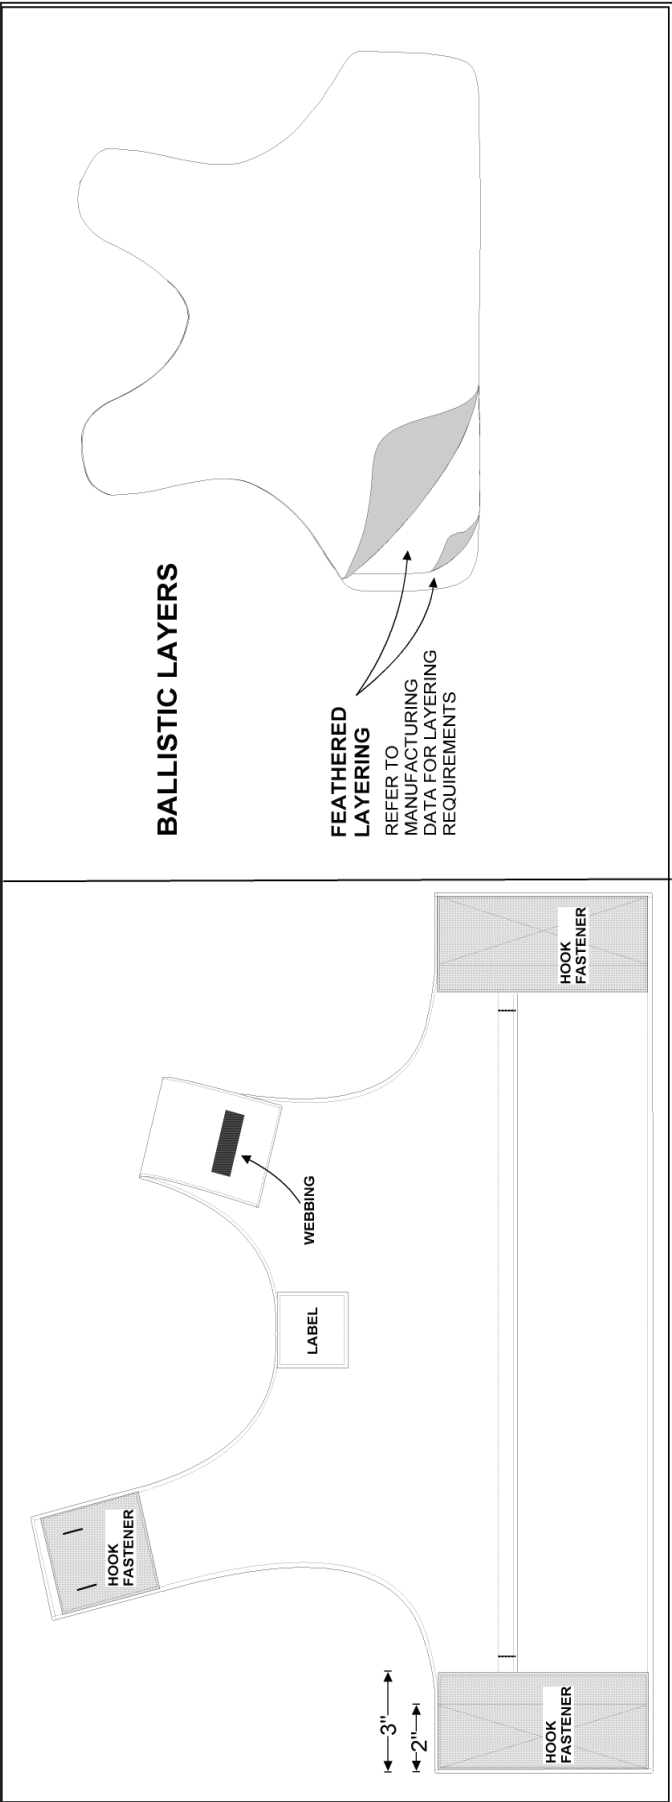 HOOK
FASTENER
WEBBING
LABEL
HOOK
FASTENER
3"
2"
HOOK
FASTENER
BALLISTIC LAYERS
FEATHERED
LAYERING
REFER TO
MANUFACTURING
DATA FOR LAYERING
REQUIREMENTS